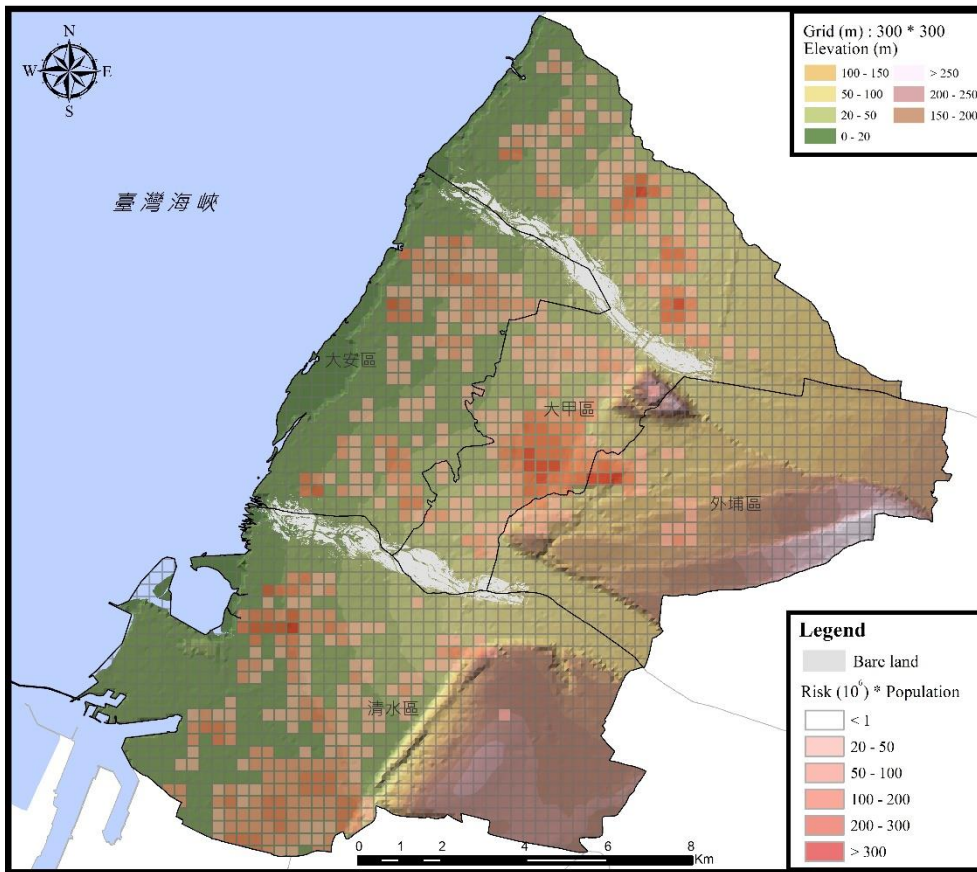 N
W E
S
Grid (m) : 300 * 300
Elevation (m)
100 - 150
50 - 100
20 - 50
0 - 20
> 250
200 - 250
150 - 200
臺灣海峽
大安區
大甲區
外埔區
清水區
Legend
Bare land
Risk (10⁶) * Population
< 1
20 - 50
50 - 100
100 - 200
200 - 300
> 300
0 1 2 4 6 8
Km